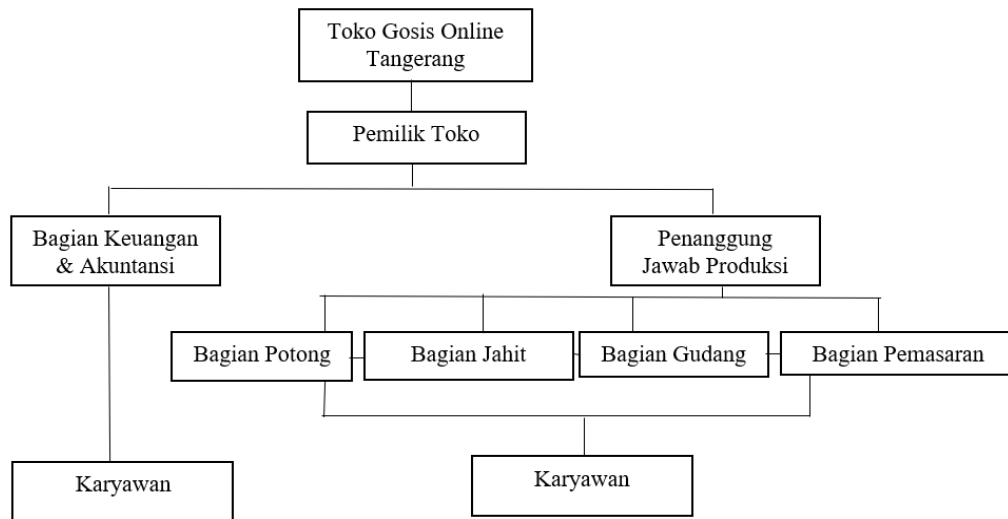 Toko Gosis Online
Tangerang
Pemilik Toko
Bagian Keuangan
& Akuntansi
Penanggung
Jawab Produksi
Bagian Potong
Bagian Jahit
Bagian Gudang
Bagian Pemasaran
Karyawan
Karyawan